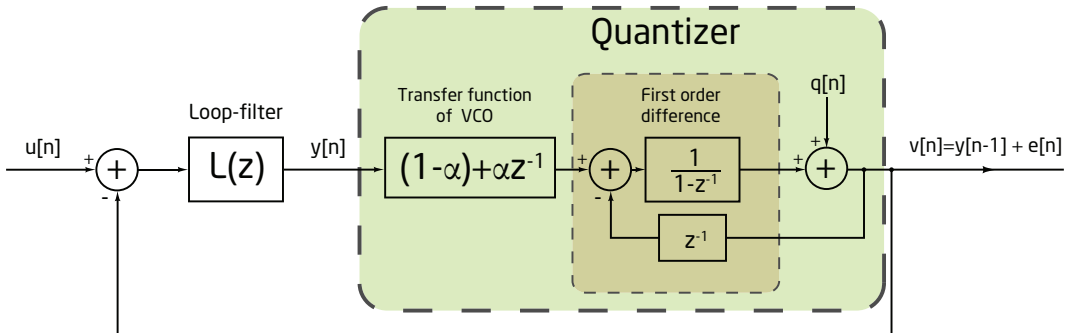 Quantizer
Transfer function
of VCO
First order
difference
q[n]
Loop-filter
u[n]
+
+
-
L(z)
y[n]
(1-α)+αz⁻¹
+
+
-
1
1-z⁻¹
+
+
+
v[n]=y[n-1] + e[n]
z⁻¹